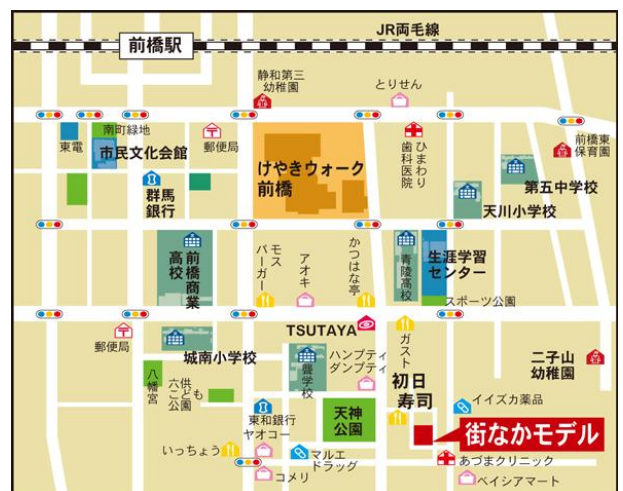 JR両毛線
前橋駅
静和第三
幼稚園
とりせん
南町緑地
東電
市民文化会館
郵便局
けやきウォーク
前橋
ひまわり
歯科医院
前橋東
保育園
第五中学校
天川小学校
群馬
銀行
前橋商業
高校
モス
バーガー
アオキ
かつはな亭
青陵高校
生涯学習
センター
スポーツ公園
TSUTAYA
ガスト
郵便局
城南小学校
聾学校
ハンプティ
ダンプティ
二子山
幼稚園
八幡宮
六供
こども
公園
初日
寿司
東和銀行
ヤオコー
天神
公園
イイズカ薬品
街なかモデル
いっちょう
マルエ
ドラッグ
あづまクリニック
コメリ
ベイシアマート